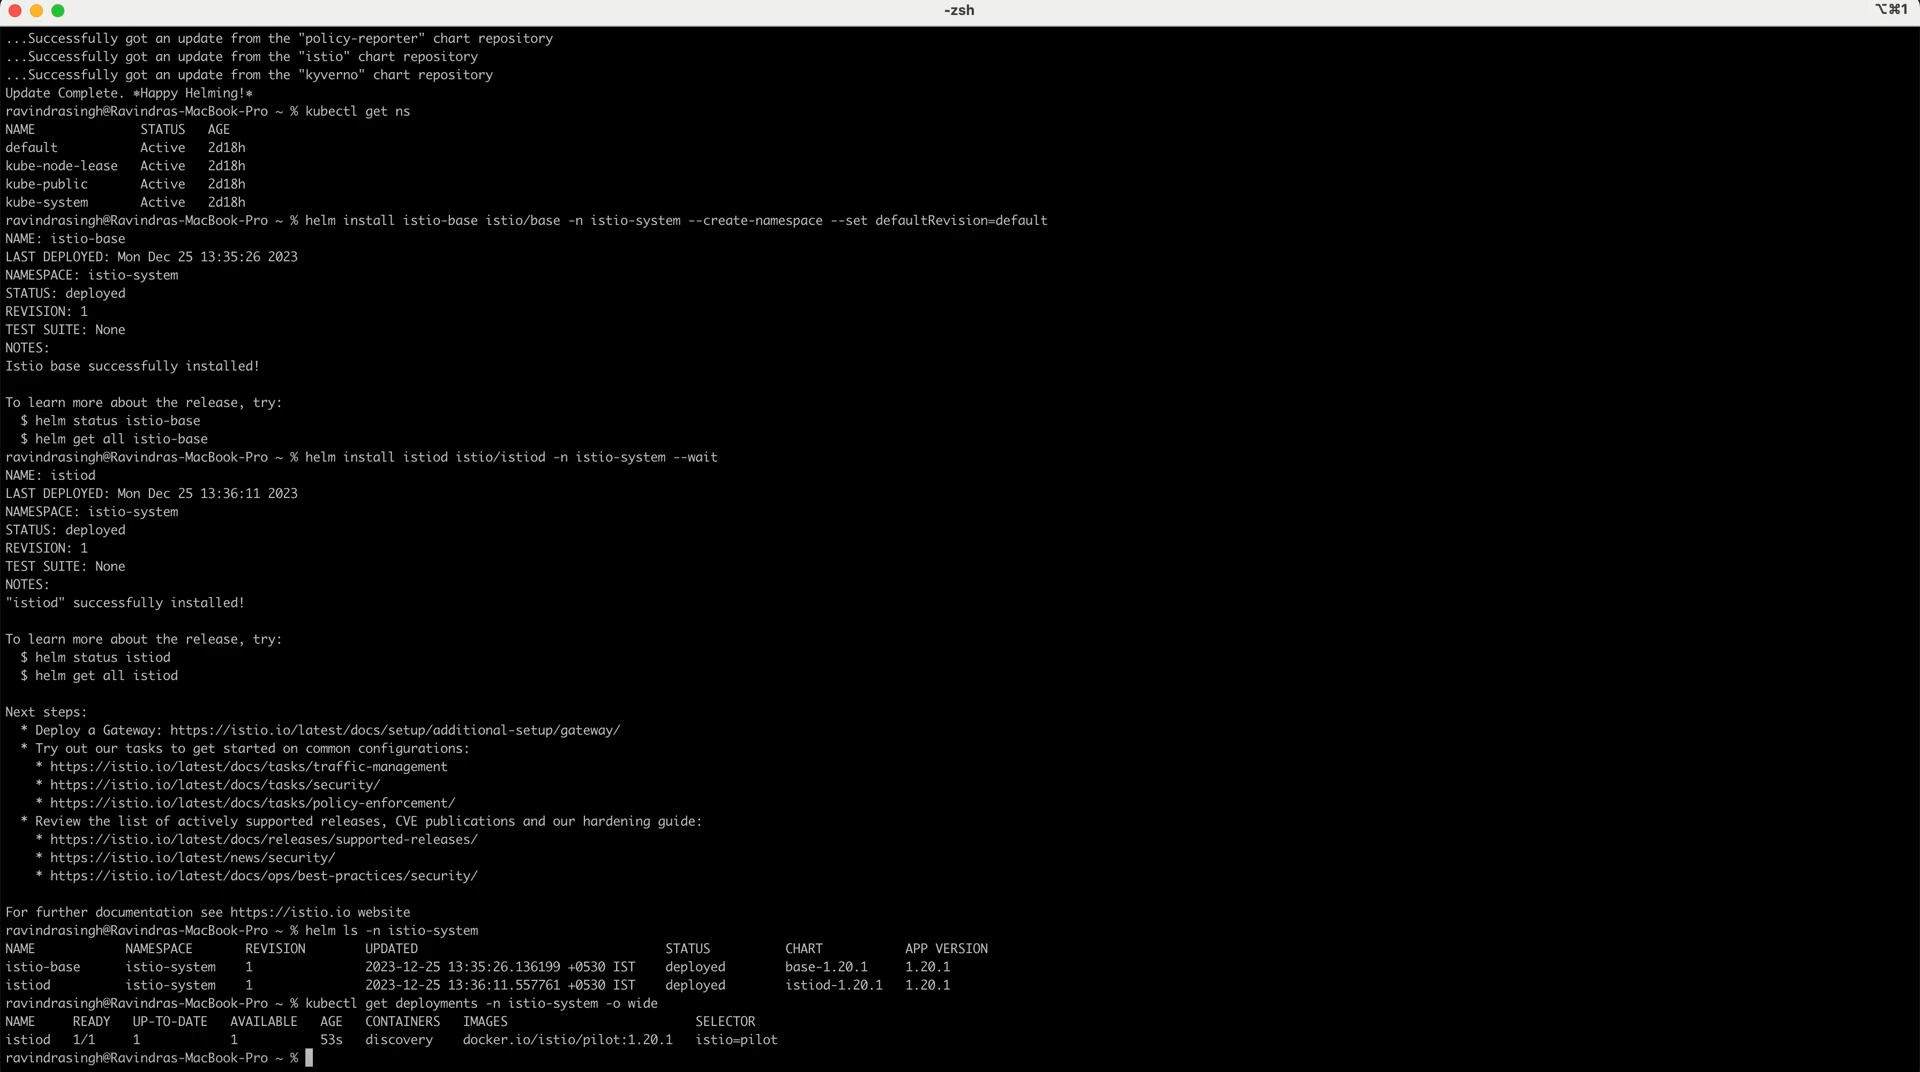 -zsh
⌥⌘1
...Successfully got an update from the "policy-reporter" chart repository
...Successfully got an update from the "istio" chart repository
...Successfully got an update from the "kyverno" chart repository
Update Complete. ⎈Happy Helming!⎈
ravindrasingh@Ravindras-MacBook-Pro ~ % kubectl get ns
NAME              STATUS   AGE
default           Active   2d18h
kube-node-lease   Active   2d18h
kube-public       Active   2d18h
kube-system       Active   2d18h
ravindrasingh@Ravindras-MacBook-Pro ~ % helm install istio-base istio/base -n istio-system --create-namespace --set defaultRevision=default
NAME: istio-base
LAST DEPLOYED: Mon Dec 25 13:35:26 2023
NAMESPACE: istio-system
STATUS: deployed
REVISION: 1
TEST SUITE: None
NOTES:
Istio base successfully installed!
To learn more about the release, try:
  $ helm status istio-base
  $ helm get all istio-base
ravindrasingh@Ravindras-MacBook-Pro ~ % helm install istiod istio/istiod -n istio-system --wait
NAME: istiod
LAST DEPLOYED: Mon Dec 25 13:36:11 2023
NAMESPACE: istio-system
STATUS: deployed
REVISION: 1
TEST SUITE: None
NOTES:
"istiod" successfully installed!
To learn more about the release, try:
  $ helm status istiod
  $ helm get all istiod
Next steps:
  * Deploy a Gateway: https://istio.io/latest/docs/setup/additional-setup/gateway/
  * Try out our tasks to get started on common configurations:
    * https://istio.io/latest/docs/tasks/traffic-management
    * https://istio.io/latest/docs/tasks/security/
    * https://istio.io/latest/docs/tasks/policy-enforcement/
  * Review the list of actively supported releases, CVE publications and our hardening guide:
    * https://istio.io/latest/docs/releases/supported-releases/
    * https://istio.io/latest/news/security/
    * https://istio.io/latest/docs/ops/best-practices/security/
For further documentation see https://istio.io website
ravindrasingh@Ravindras-MacBook-Pro ~ % helm ls -n istio-system
NAME            NAMESPACE       REVISION        UPDATED                                 STATUS          CHART           APP VERSION
istio-base      istio-system    1               2023-12-25 13:35:26.136199 +0530 IST    deployed        base-1.20.1     1.20.1
istiod          istio-system    1               2023-12-25 13:36:11.557761 +0530 IST    deployed        istiod-1.20.1   1.20.1
ravindrasingh@Ravindras-MacBook-Pro ~ % kubectl get deployments -n istio-system -o wide
NAME     READY   UP-TO-DATE   AVAILABLE   AGE   CONTAINERS   IMAGES                         SELECTOR
istiod   1/1     1            1           53s   discovery    docker.io/istio/pilot:1.20.1   istio=pilot
ravindrasingh@Ravindras-MacBook-Pro ~ %